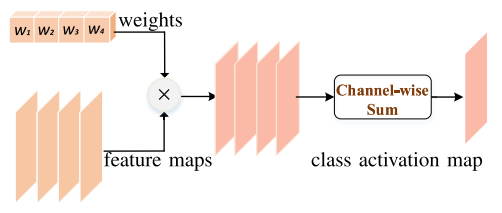 W1 W2 W3 W4
weights
×
feature maps
Channel-wise
Sum
class activation map